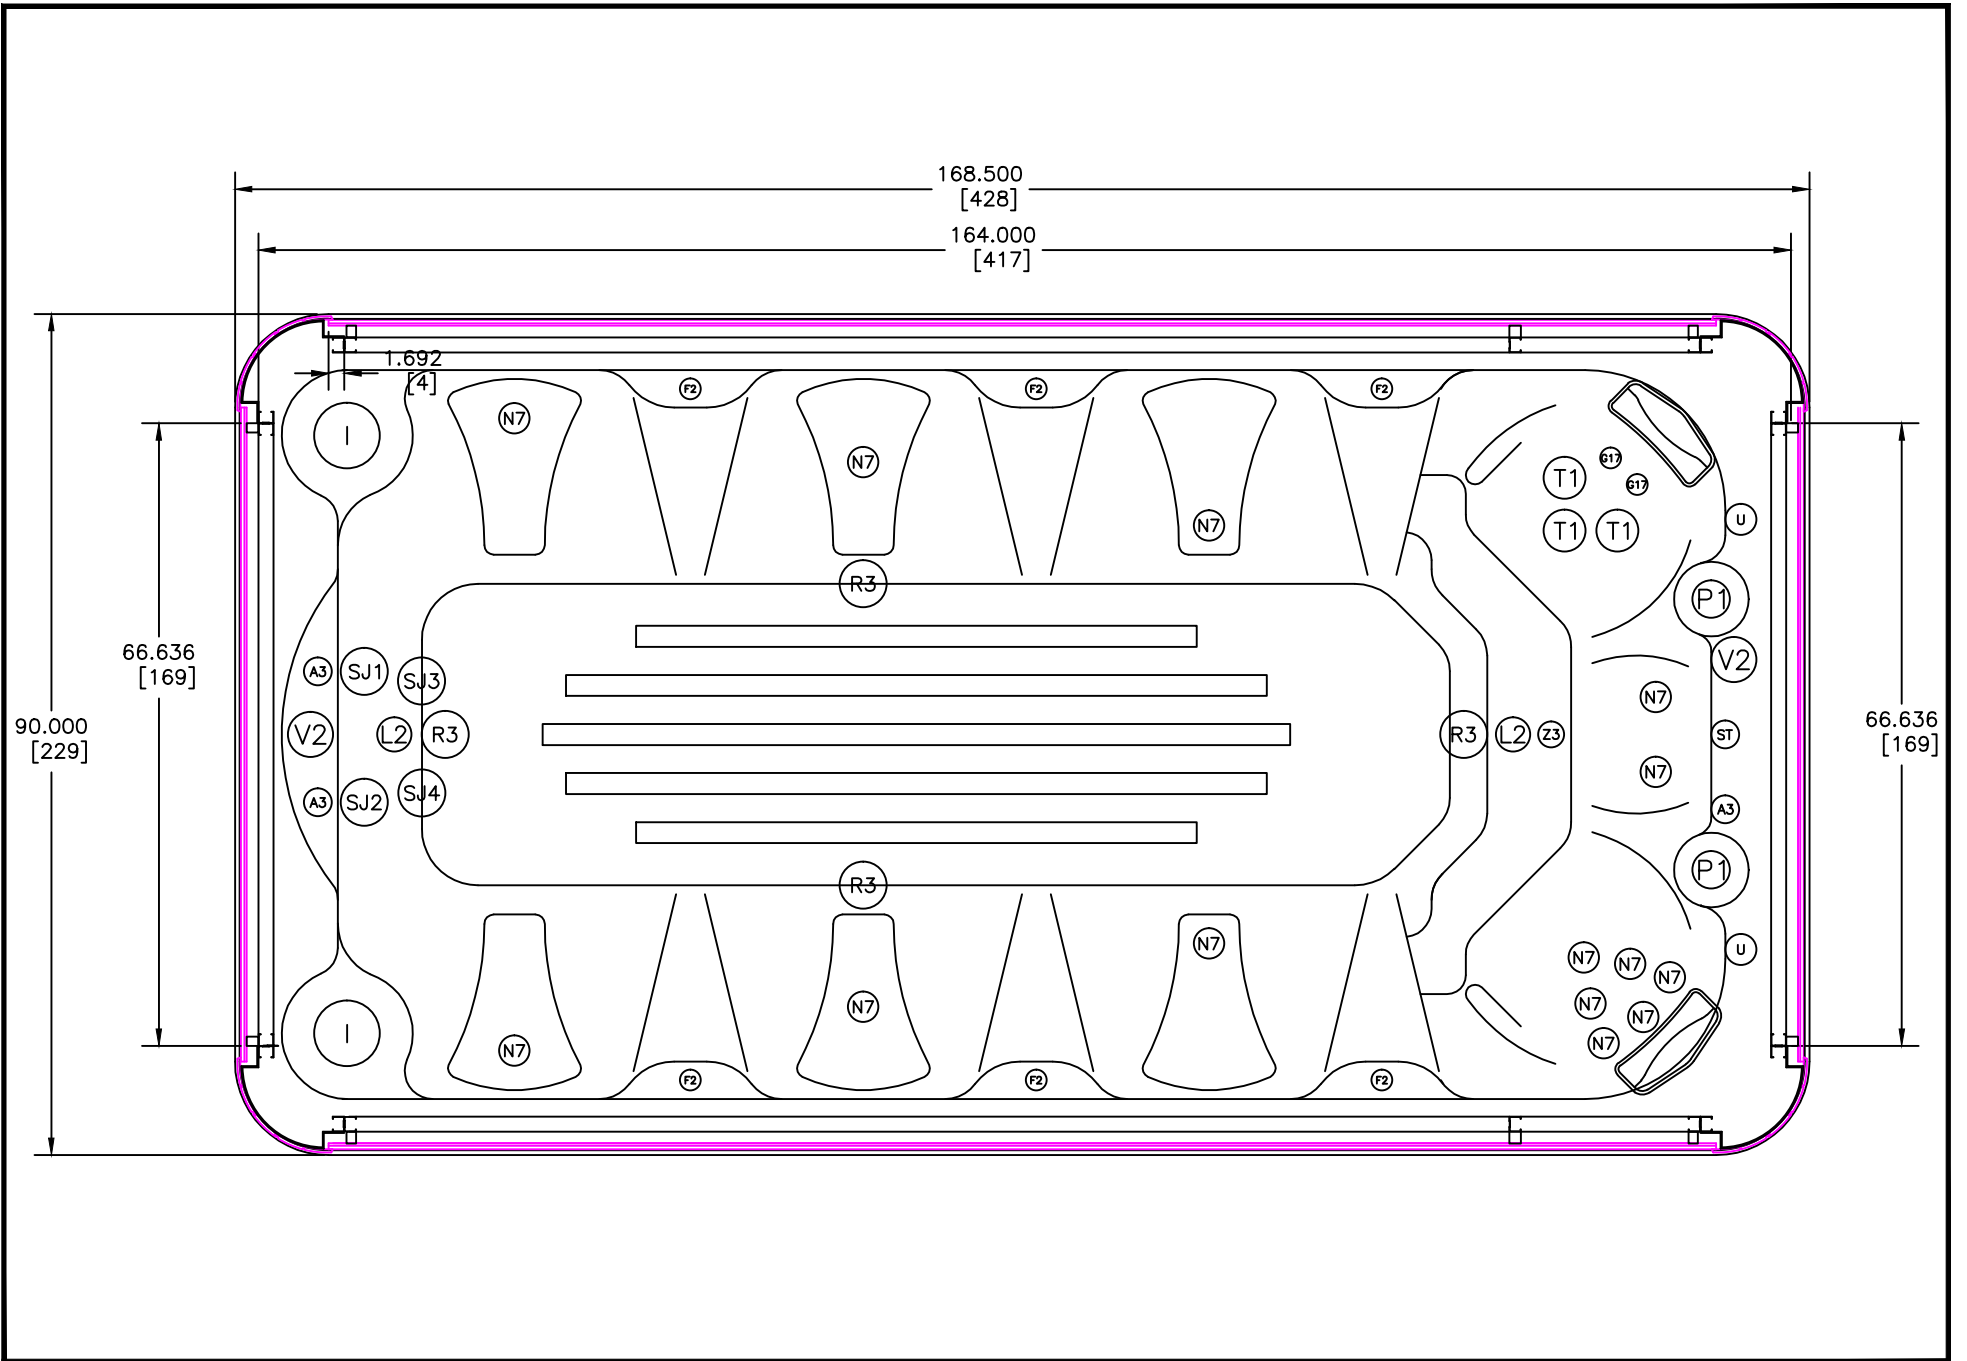 168.500
[428]
164.000
[417]
1.692
[4]
F2
F2
F2
N7
I
N7
G17
T1
G17
N7
U
T1
T1
R3
P1
66.636
[169]
V2
A3
SJ1
SJ3
N7
90.000
[229]
V2
L2
R3
R3
L2
Z3
ST
66.636
[169]
N7
A3
SJ2
SJ4
A3
P1
R3
N7
U
N7
N7
N7
N7
N7
N7
I
N7
N7
N7
F2
F2
F2